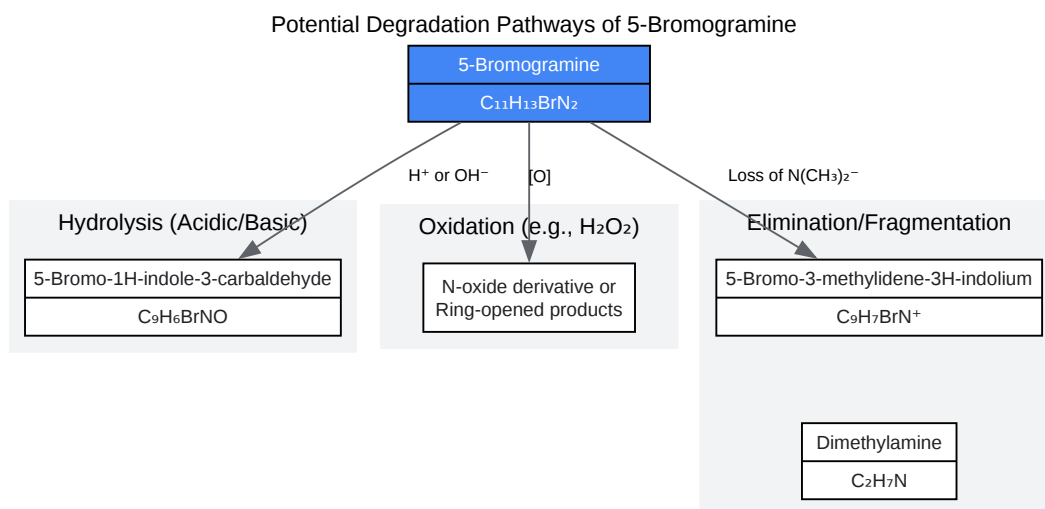 Potential Degradation Pathways of 5-Bromogramine
5-Bromogramine
C₁₁H₁₃BrN₂
H⁺ or OH⁻
[O]
Loss of N(CH₃)₂⁻
Hydrolysis (Acidic/Basic)
5-Bromo-1H-indole-3-carbaldehyde
C₉H₆BrNO
Oxidation (e.g., H₂O₂)
N-oxide derivative or
Ring-opened products
Elimination/Fragmentation
5-Bromo-3-methylidene-3H-indolium
C₉H₇BrN⁺
Dimethylamine
C₂H₇N